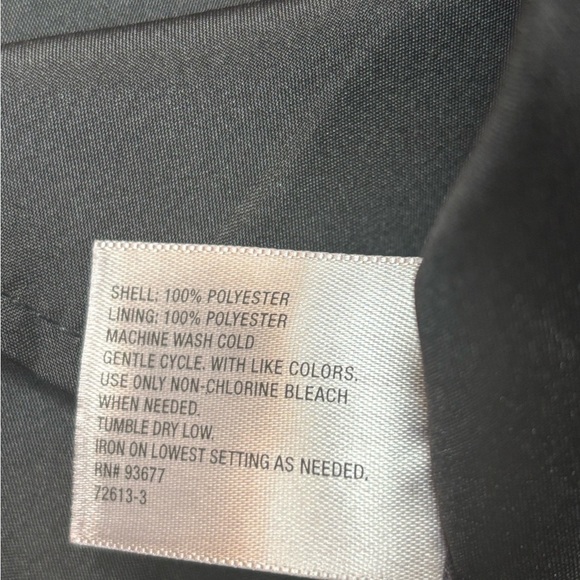 SHELL: 100% POLYESTER
LINING: 100% POLYESTER
MACHINE WASH COLD
GENTLE CYCLE. WITH LIKE COLORS,
USE ONLY NON-CHLORINE BLEACH
WHEN NEEDED,
TUMBLE DRY LOW.
IRON ON LOWEST SETTING AS NEEDED.
RN# 93677
72613-3